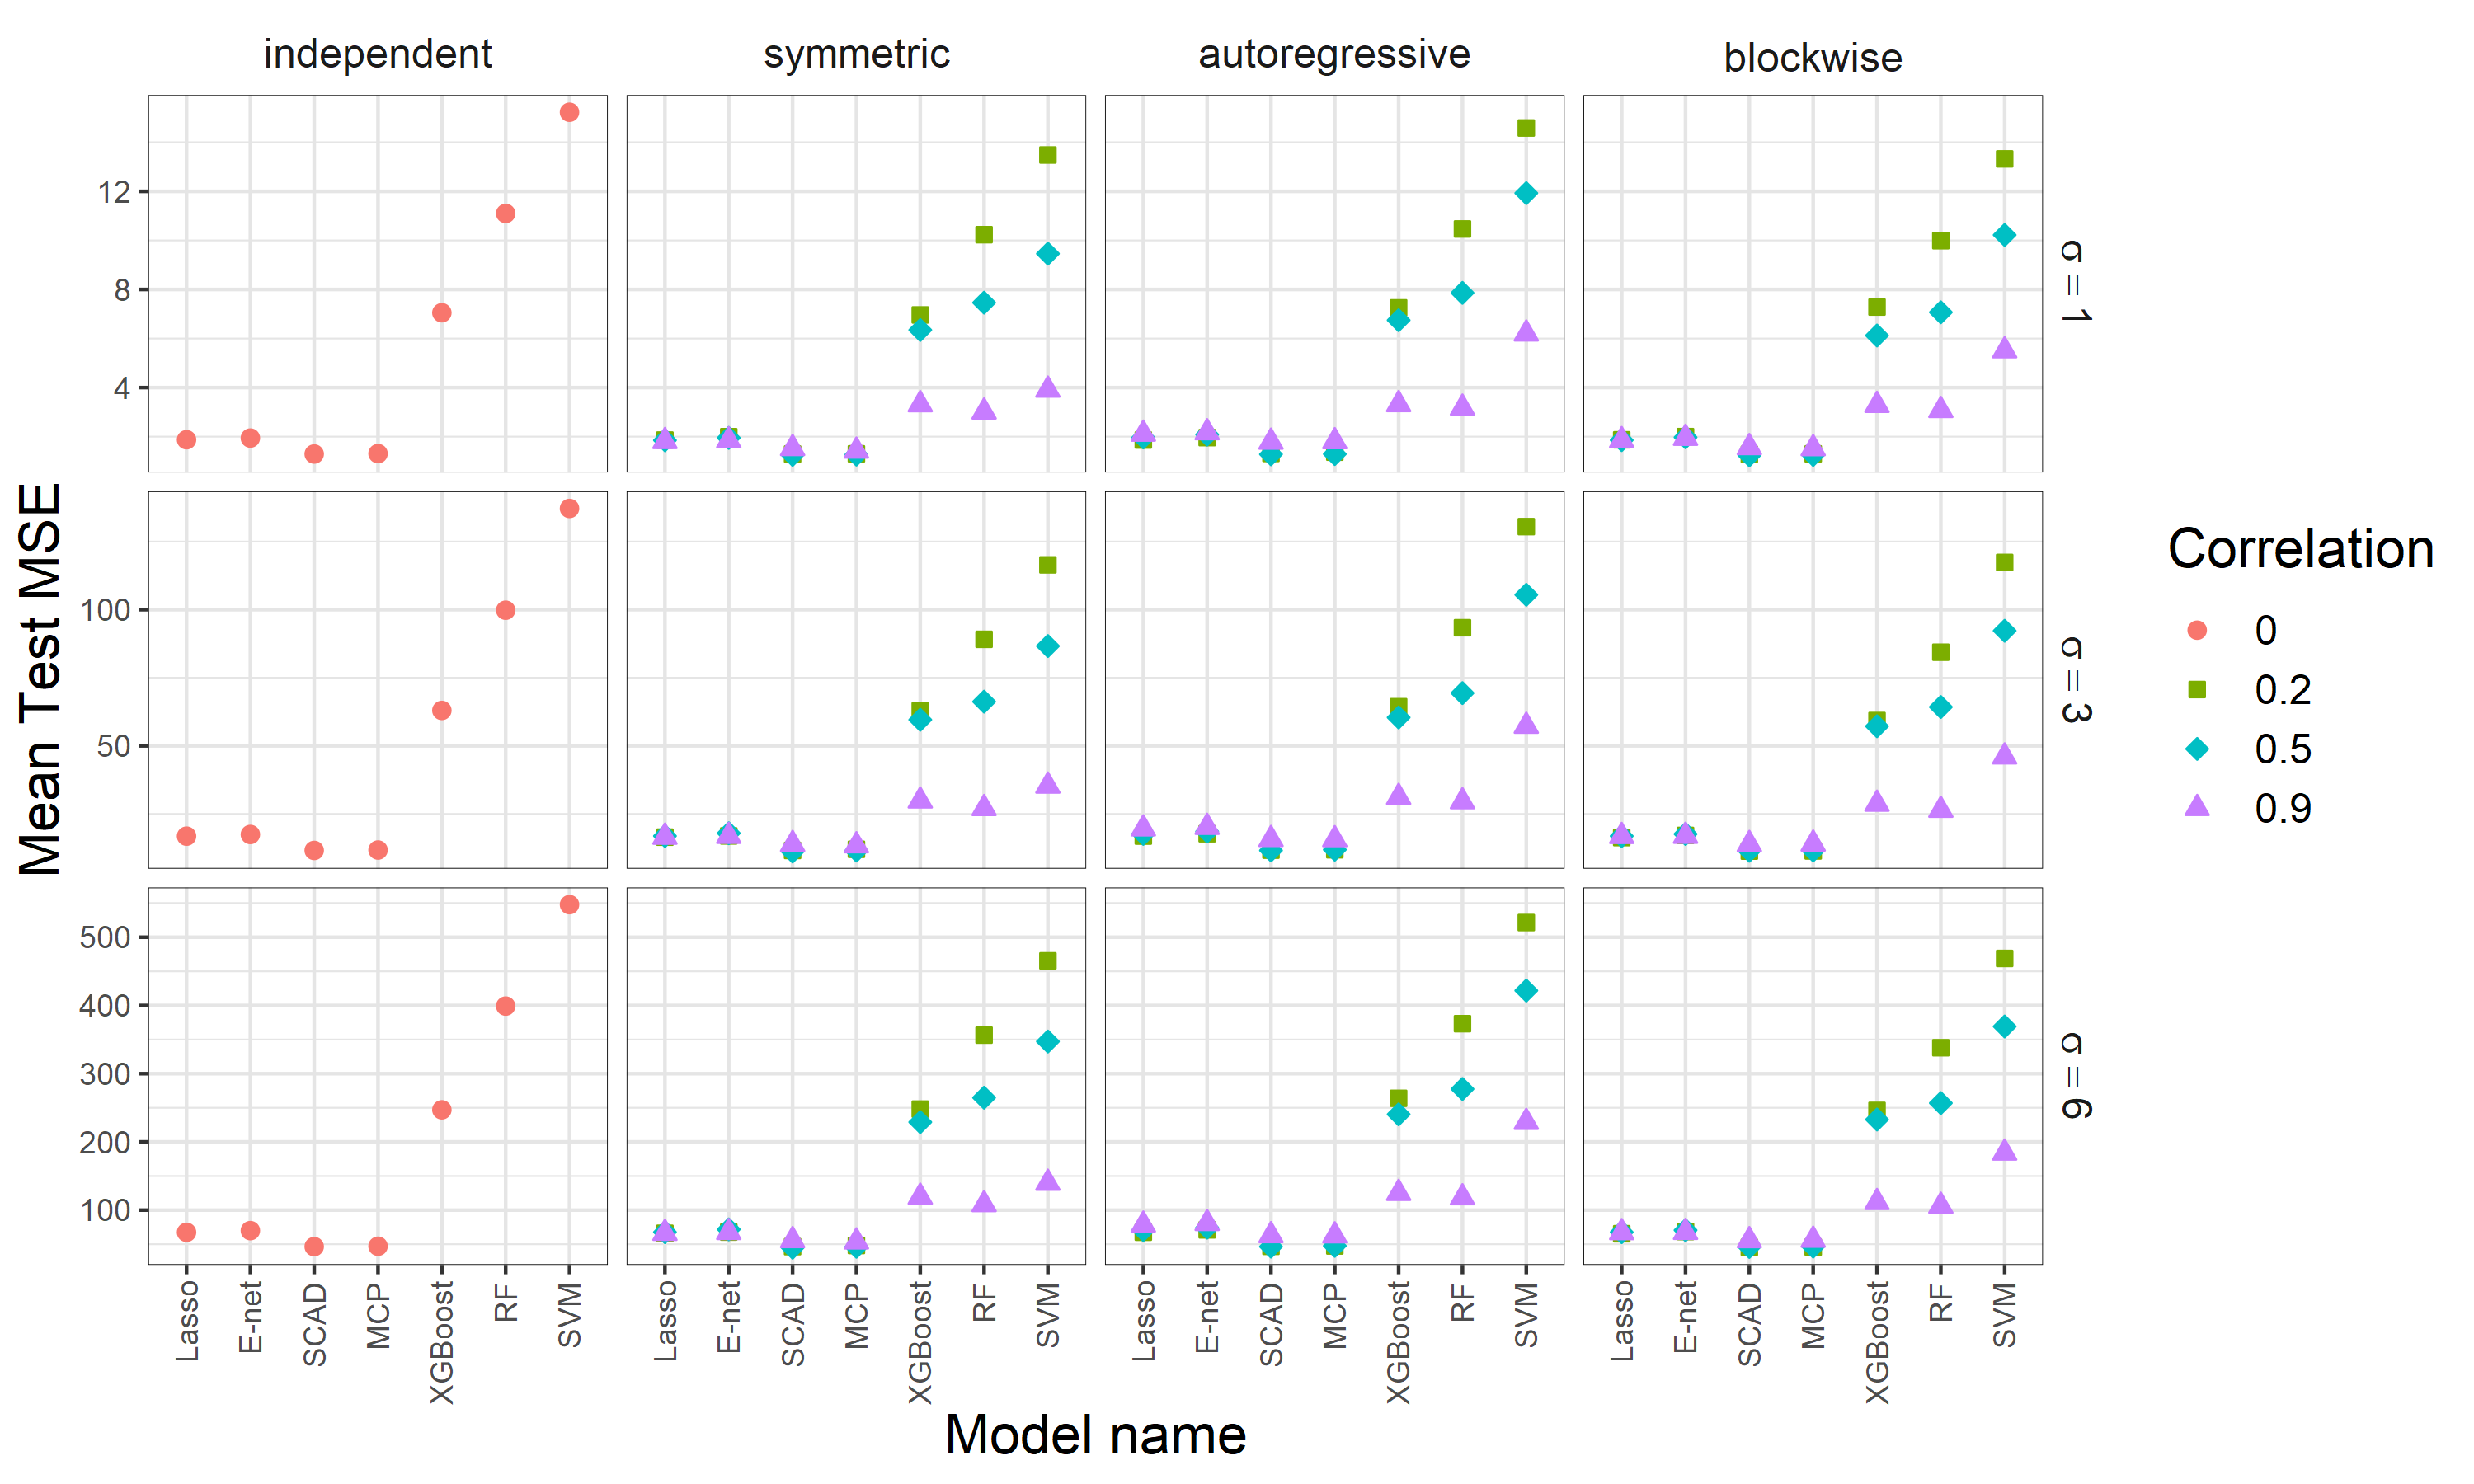 independent
symmetric
autoregressive
blockwise
12
8
4
σ = 1
100
50
σ = 3
500
400
300
200
100
σ = 6
Mean Test MSE
Lasso
E-net
SCAD
MCP
XGBoost
RF
SVM
Lasso
E-net
SCAD
MCP
XGBoost
RF
SVM
Lasso
E-net
SCAD
MCP
XGBoost
RF
SVM
Lasso
E-net
SCAD
MCP
XGBoost
RF
SVM
Model name
Correlation
0
0.2
0.5
0.9